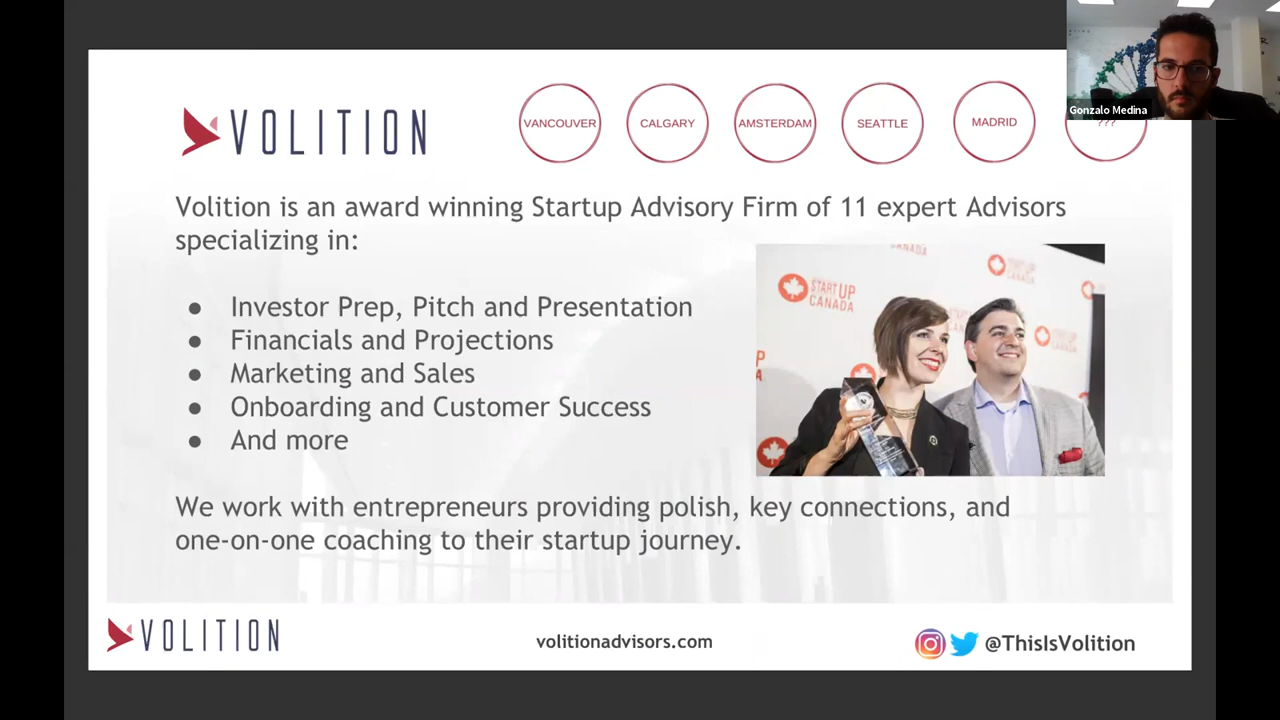 VOLITION
VANCOUVER
CALGARY
AMSTERDAM
SEATTLE
MADRID
???
Gonzalo Medina
Volition is an award winning Startup Advisory Firm of 11 expert Advisors
specializing in:
● Investor Prep, Pitch and Presentation
● Financials and Projections
● Marketing and Sales
● Onboarding and Customer Success
● And more
CANADA
STARTUP
CANADA
We work with entrepreneurs providing polish, key connections, and
one-on-one coaching to their startup journey.
VOLITION
volitionadvisors.com
@ThisIsVolition